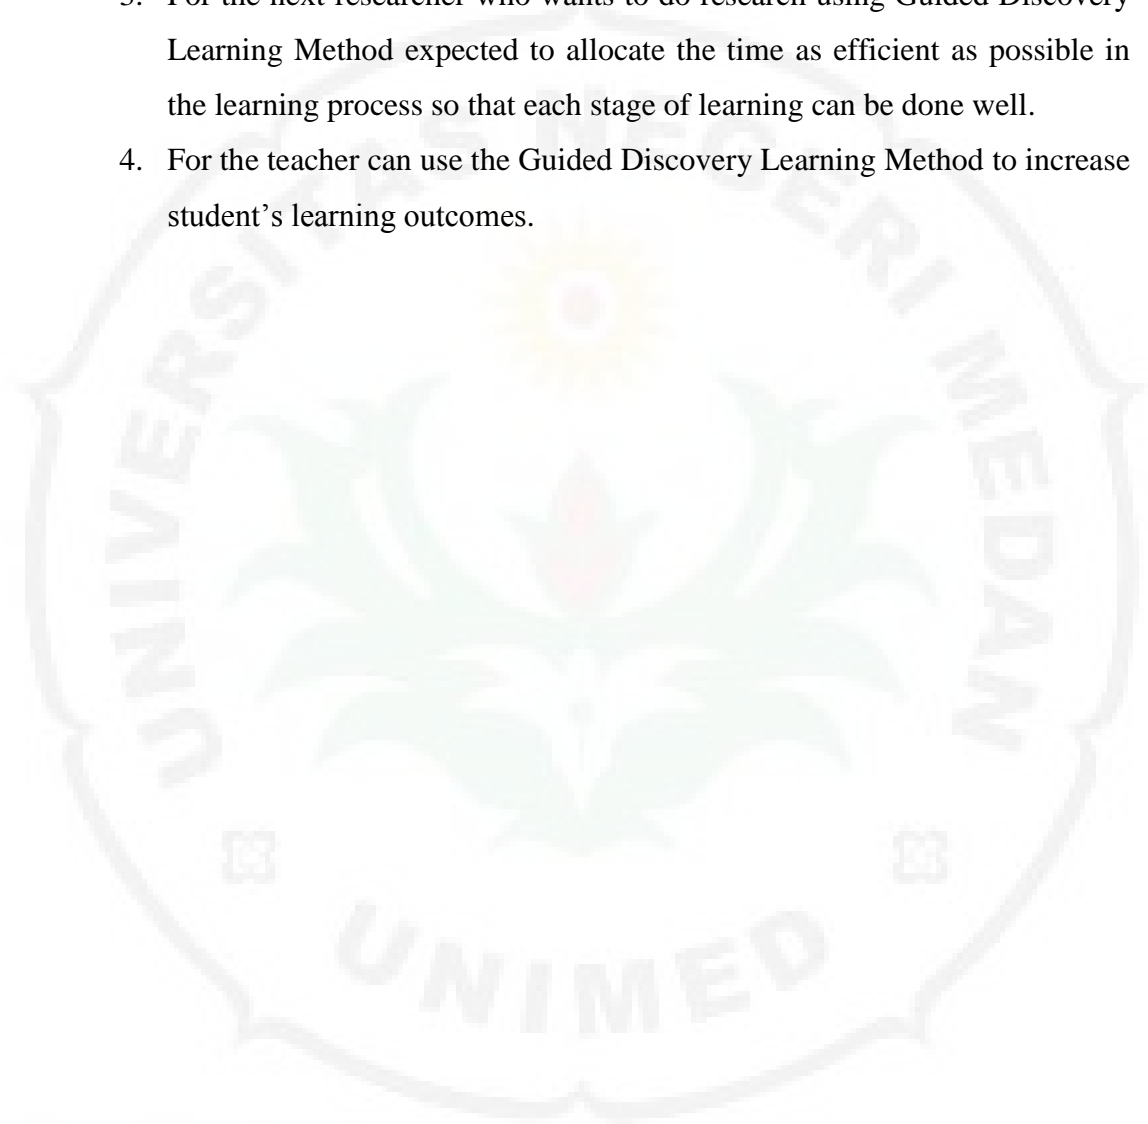 3. For the next researcher who wants to do research using Guided Discovery
Learning Method expected to allocate the time as efficient as possible in
the learning process so that each stage of learning can be done well.
4. For the teacher can use the Guided Discovery Learning Method to increase
student’s learning outcomes.
UNIVERSITAS NEGERI MEDAN
UNIMED